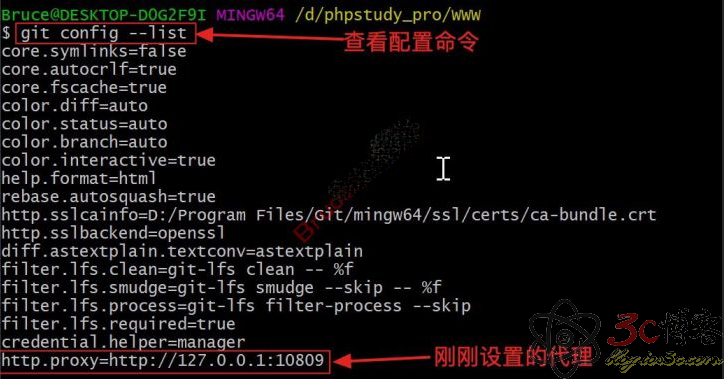 Bruce@DESKTOP-DOG2F9I MINGW64 /d/phpstudy_pro/WWW
$ git config --list
查看配置命令
core.symlinks=false
core.autocrlf=true
core.fscache=true
color.diff=auto
color.status=auto
color.branch=auto
color.interactive=true
help.format=html
rebase.autosquash=true
http.sslcainfo=D:/Program Files/Git/mingw64/ssl/certs/ca-bundle.crt
http.sslbackend=openssl
diff.astextplain.textconv=astextplain
filter.lfs.clean=git-lfs clean -- %f
filter.lfs.smudge=git-lfs smudge --skip -- %f
filter.lfs.process=git-lfs filter-process --skip
filter.lfs.required=true
credential.helper=manager
http.proxy=http://127.0.0.1:10809
刚刚设置的代理
3C博客